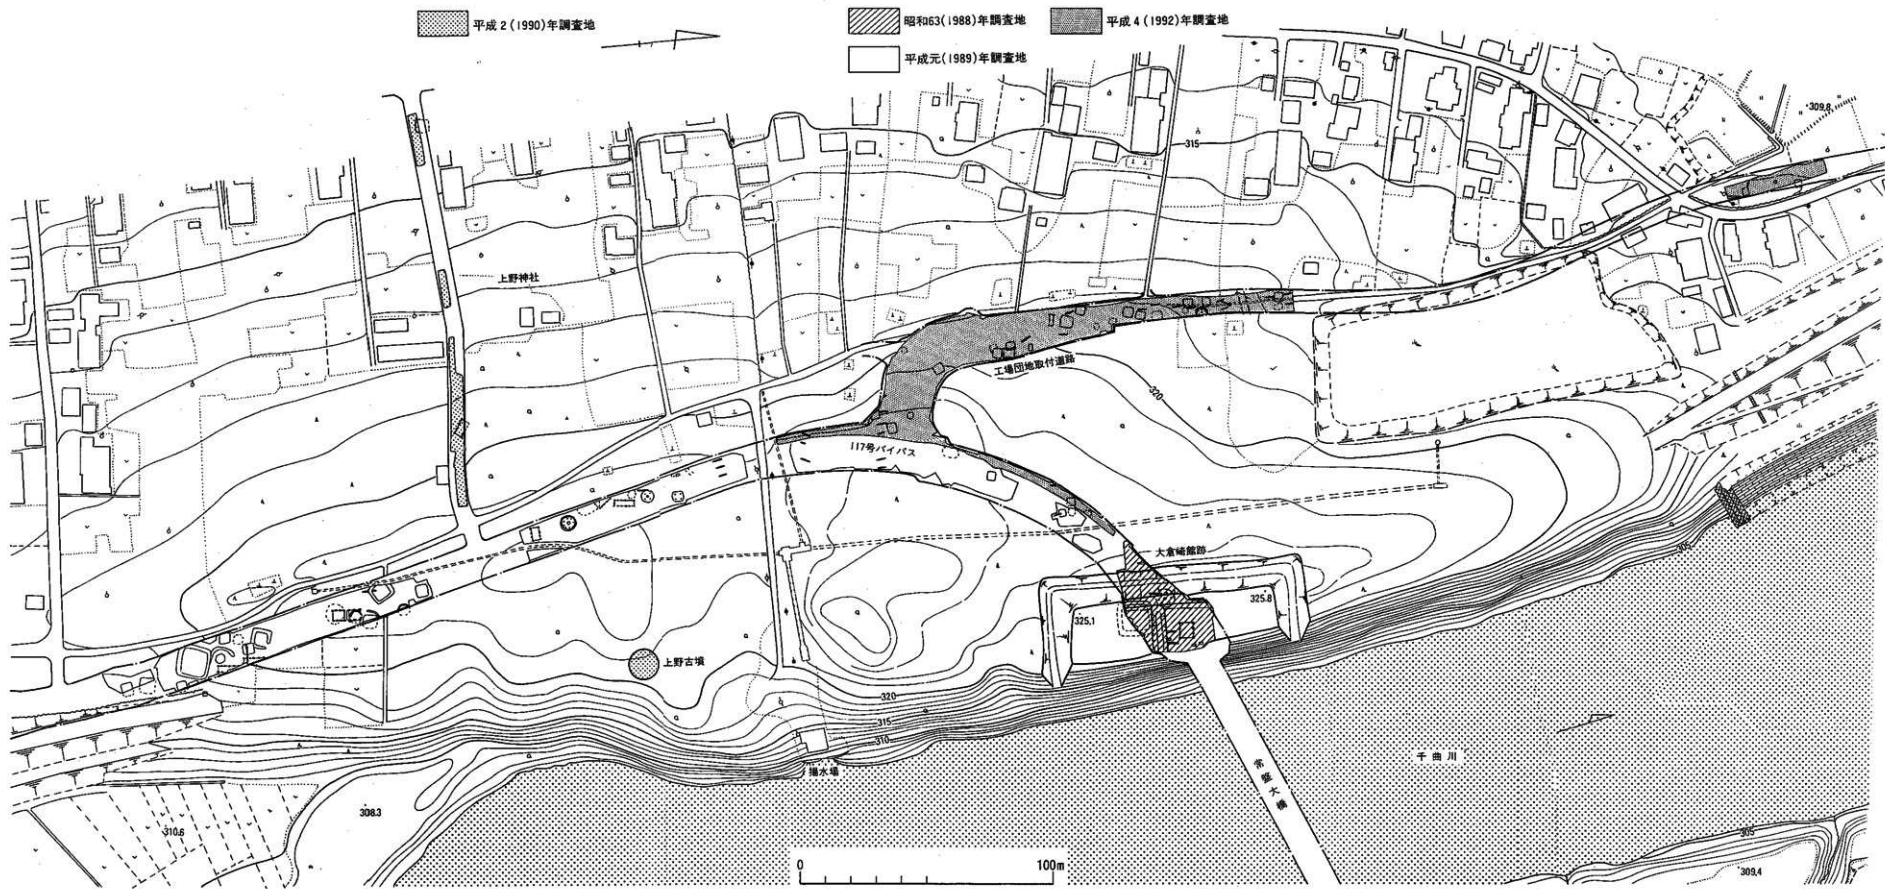 平成2(1990)年調査地
昭和63(1988)年調査地
平成4(1992)年調査地
平成元(1989)年調査地
309.8
315
上野神社
工場団地取付道路
320
117号バイパス
大倉崎館跡
305
325.8
325.1
上野古墳
320
315
310
揚水場
千曲川
常盤大橋
308.3
310.6
0
100m
305
309.4